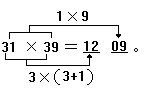 1 × 9
31 × 39 = 12 09 。
3 × (3+1)